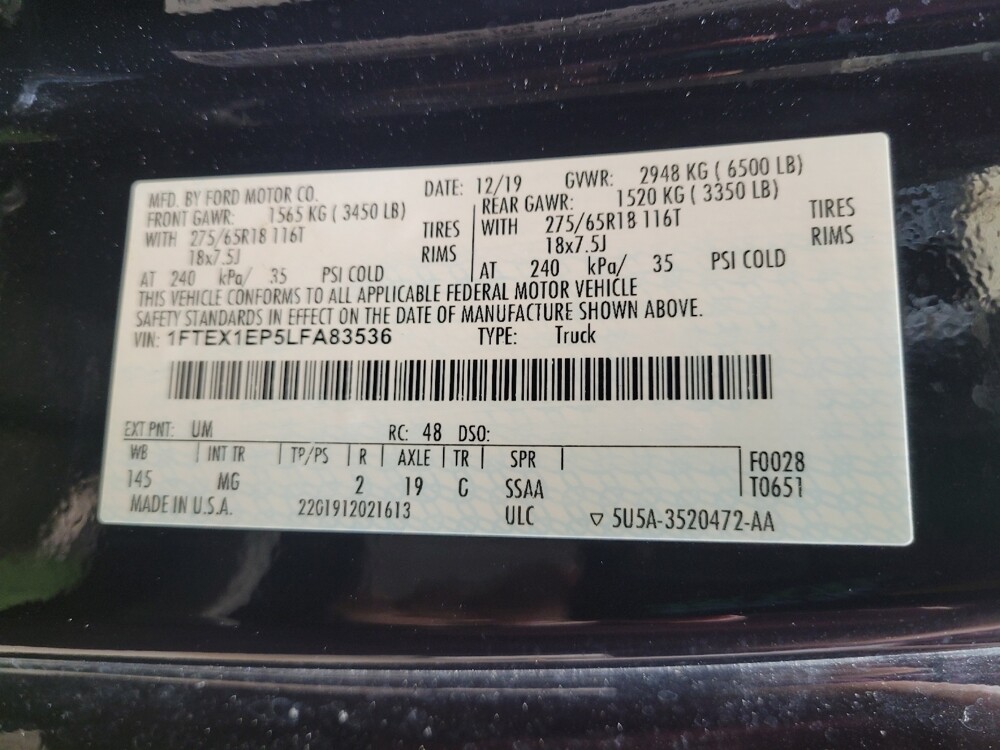 MFD. BY FORD MOTOR CO. DATE: 12/19 GVWR: 2948 KG ( 6500 LB)
FRONT GAWR: 1565 KG ( 3450 LB) REAR GAWR: 1520 KG ( 3350 LB)
WITH 275/65R18 116T TIRES WITH 275/65R18 116T TIRES
18x7.5J RIMS 18x7.5J RIMS
AT 240 kPa/ 35 PSI COLD AT 240 kPa/ 35 PSI COLD
THIS VEHICLE CONFORMS TO ALL APPLICABLE FEDERAL MOTOR VEHICLE
SAFETY STANDARDS IN EFFECT ON THE DATE OF MANUFACTURE SHOWN ABOVE.
VIN: 1FTEX1EP5LFA83536 TYPE: Truck
EXT PNT: UM RC: 48 DSO:
WB INT TR TP/PS R AXLE TR SPR F0028
145 MG 2 19 C SSAA T0651
MADE IN U.S.A. 2201912021613 ULC ▽ 5U5A-3520472-AA